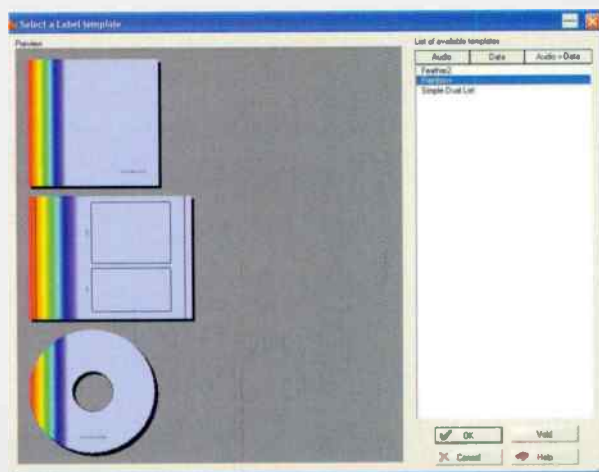 Select a Label template
Preview
List of available templates
Audio
Data
Audio + Data
Feather2
Rainbow
Simple Dual List
OK
Void
Cancel
Help